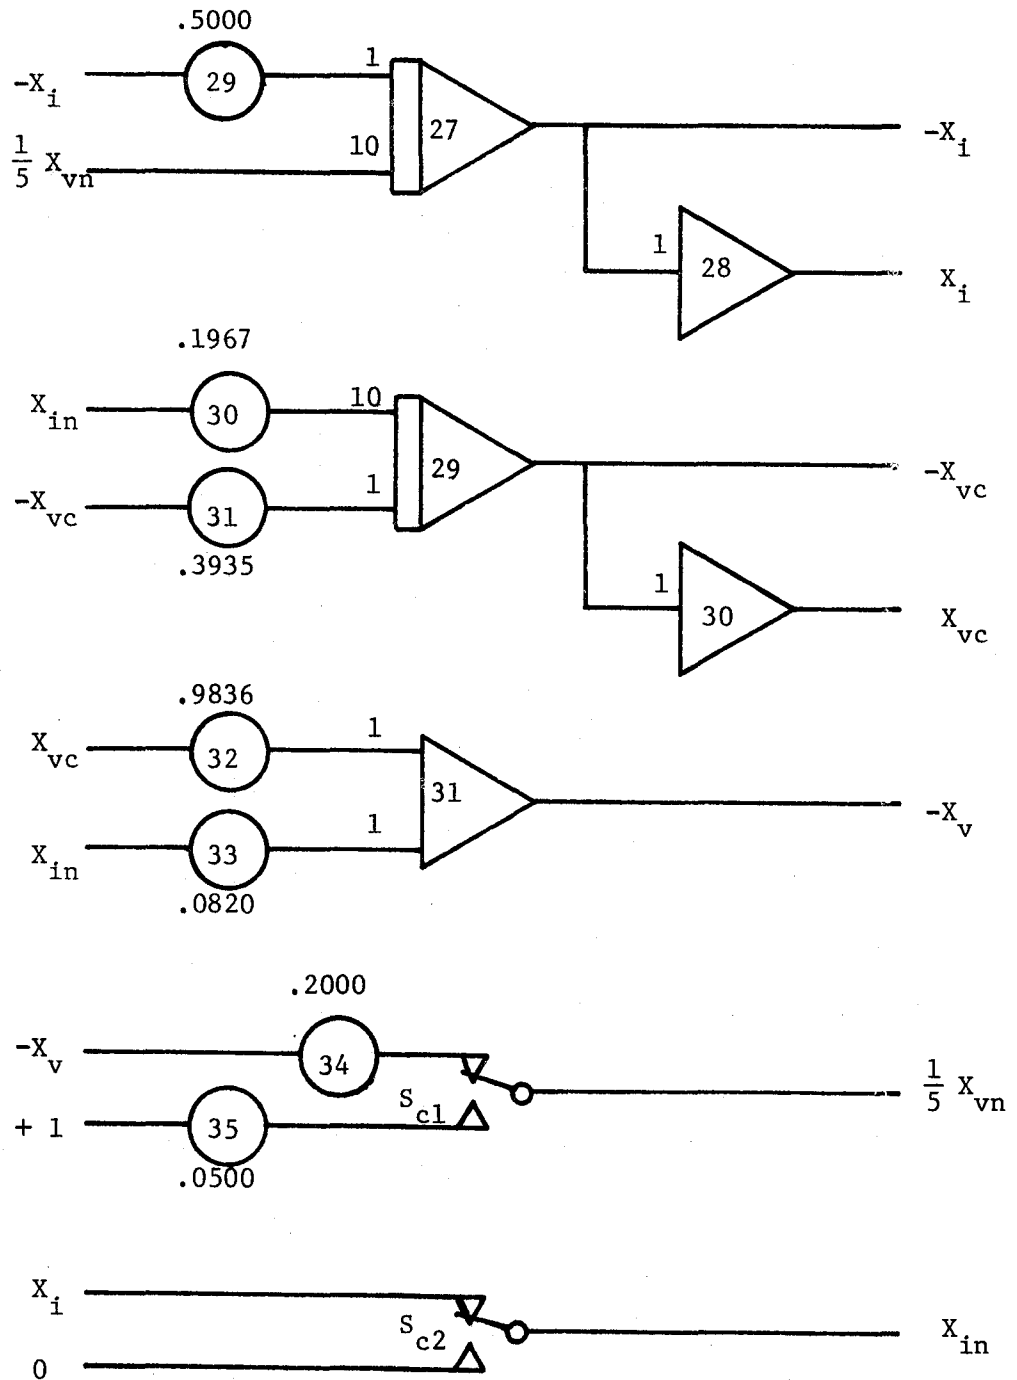 .5000
-X_i 29 1
27
1/5 X_vn 10
-X_i
1 28
X_i
.1967
X_in 30 10
29
-X_vc 31 1
.3935
-X_vc
1 30
X_vc
.9836
X_vc 32 1
31
X_in 33 1
.0820
-X_v
.2000
-X_v 34
S_c1
1/5 X_vn
+ 1 35
.0500
X_i
S_c2
X_in
0